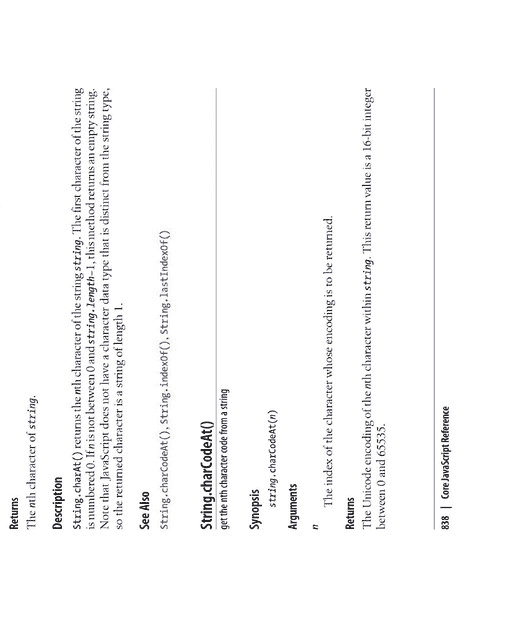 Returns
The nth character of string.
Description
String.charAt() returns the nth character of the string string. The first character of the string
is numbered 0. If n is not between 0 and string.length–1, this method returns an empty string.
Note that JavaScript does not have a character data type that is distinct from the string type,
so the returned character is a string of length 1.
See Also
String.charCodeAt(), String.indexOf(), String.lastIndexOf()
String.charCodeAt()
get the nth character code from a string
Synopsis
string.charCodeAt(n)
Arguments
n
The index of the character whose encoding is to be returned.
Returns
The Unicode encoding of the nth character within string. This return value is a 16-bit integer
between 0 and 65535.
838 | Core JavaScript Reference